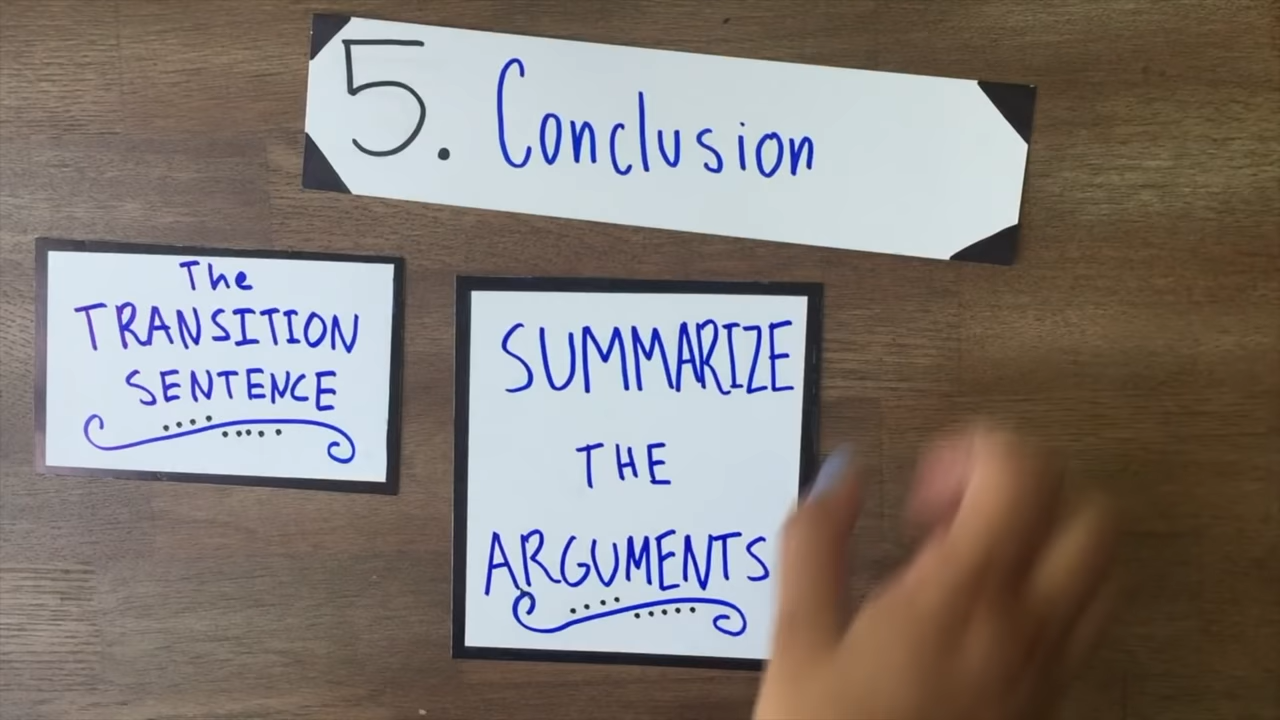 5. Conclusion
The
TRANSITION
SENTENCE
SUMMARIZE
THE
ARGUMENTS